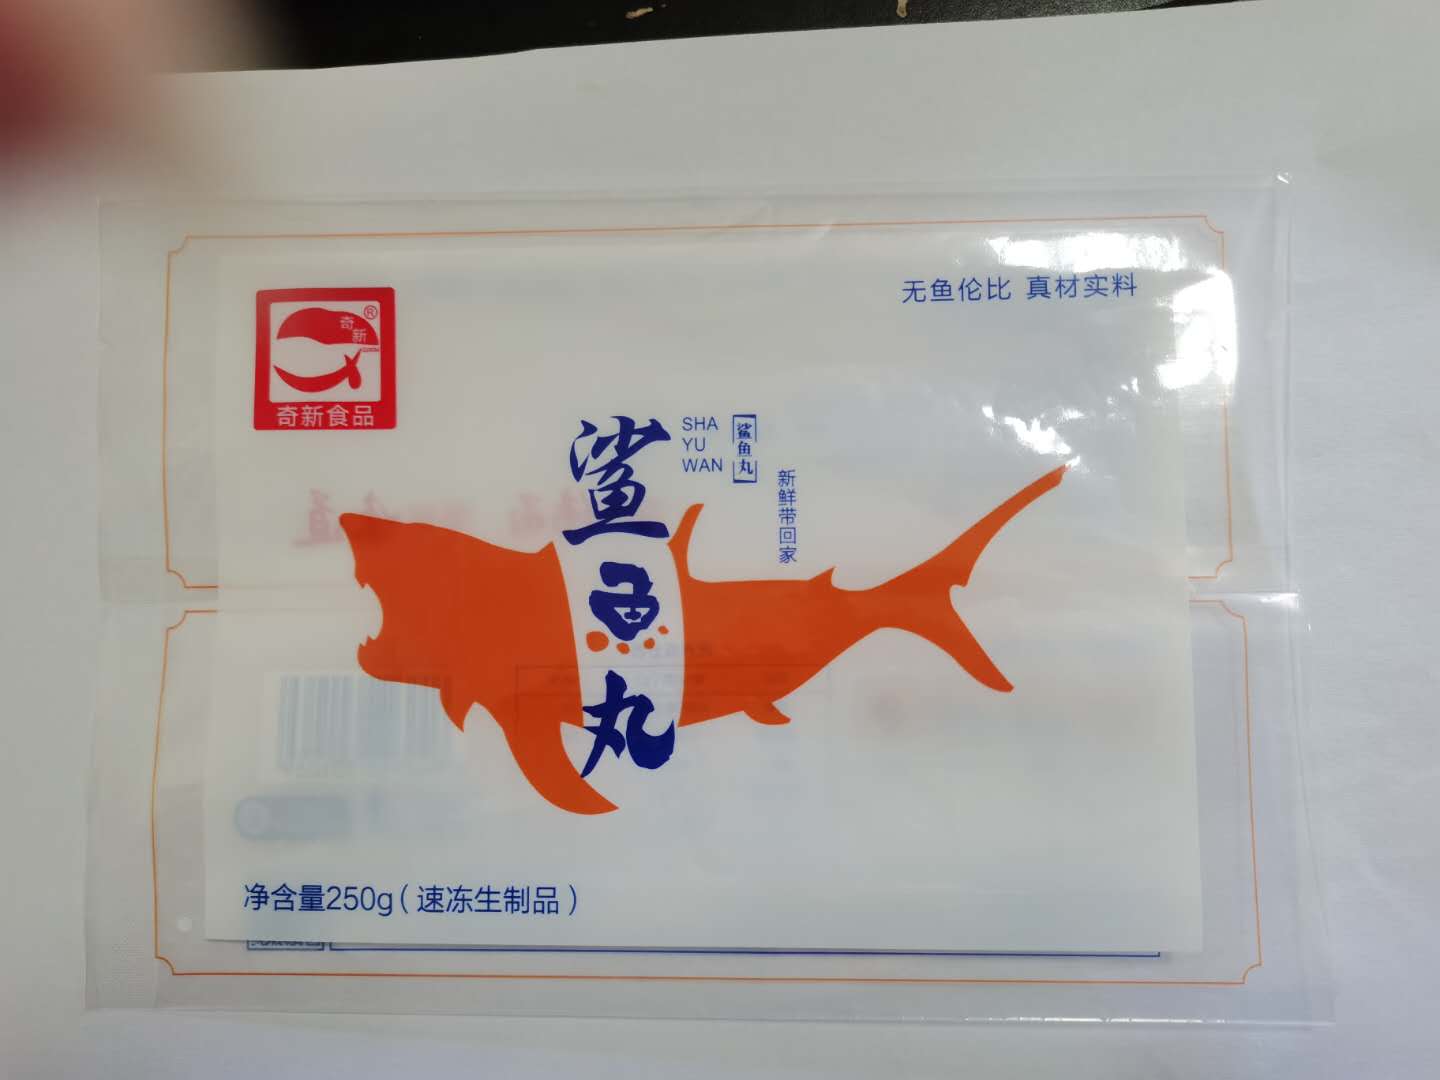 无鱼伦比 真材实料
奇新
®
奇新食品
鲨鱼丸
SHA
YU
WAN
鲨鱼丸
新鲜带回家
净含量250g(速冻生制品)